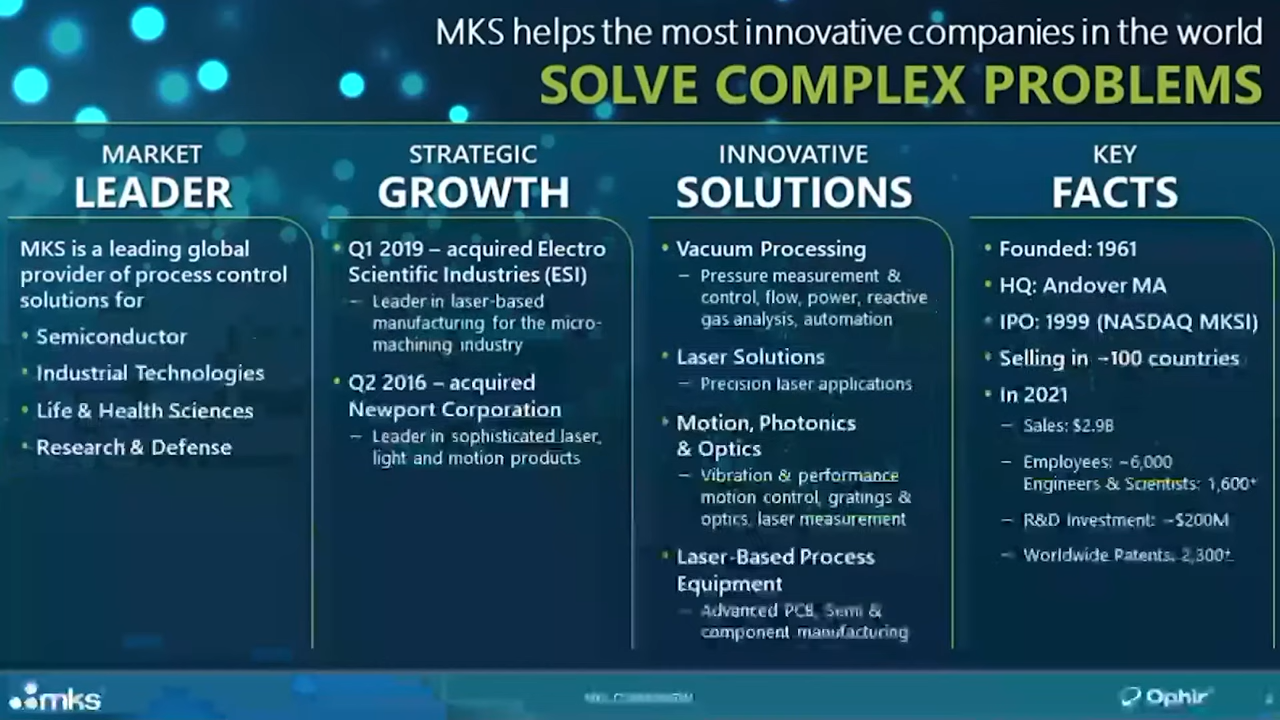 MKS helps the most innovative companies in the world
SOLVE COMPLEX PROBLEMS
MARKET
LEADER
MKS is a leading global
provider of process control
solutions for
• Semiconductor
• Industrial Technologies
• Life & Health Sciences
• Research & Defense
STRATEGIC
GROWTH
• Q1 2019 – acquired Electro
Scientific Industries (ESI)
– Leader in laser-based
manufacturing for the micro-
machining industry
• Q2 2016 – acquired
Newport Corporation
– Leader in sophisticated laser,
light and motion products
INNOVATIVE
SOLUTIONS
• Vacuum Processing
– Pressure measurement &
control, flow, power, reactive
gas analysis, automation
• Laser Solutions
– Precision laser applications
• Motion, Photonics
& Optics
– Vibration & performance
motion control, gratings &
optics, laser measurement
• Laser-Based Process
Equipment
– Advanced PCB, Semi &
component manufacturing
KEY
FACTS
• Founded: 1961
• HQ: Andover MA
• IPO: 1999 (NASDAQ MKSI)
• Selling in ~100 countries
• In 2021
– Sales: $2.9B
– Employees: ~6,000
Engineers & Scientists: 1,600+
– R&D Investment: ~$200M
– Worldwide Patents: 2,300+
mks
Ophir